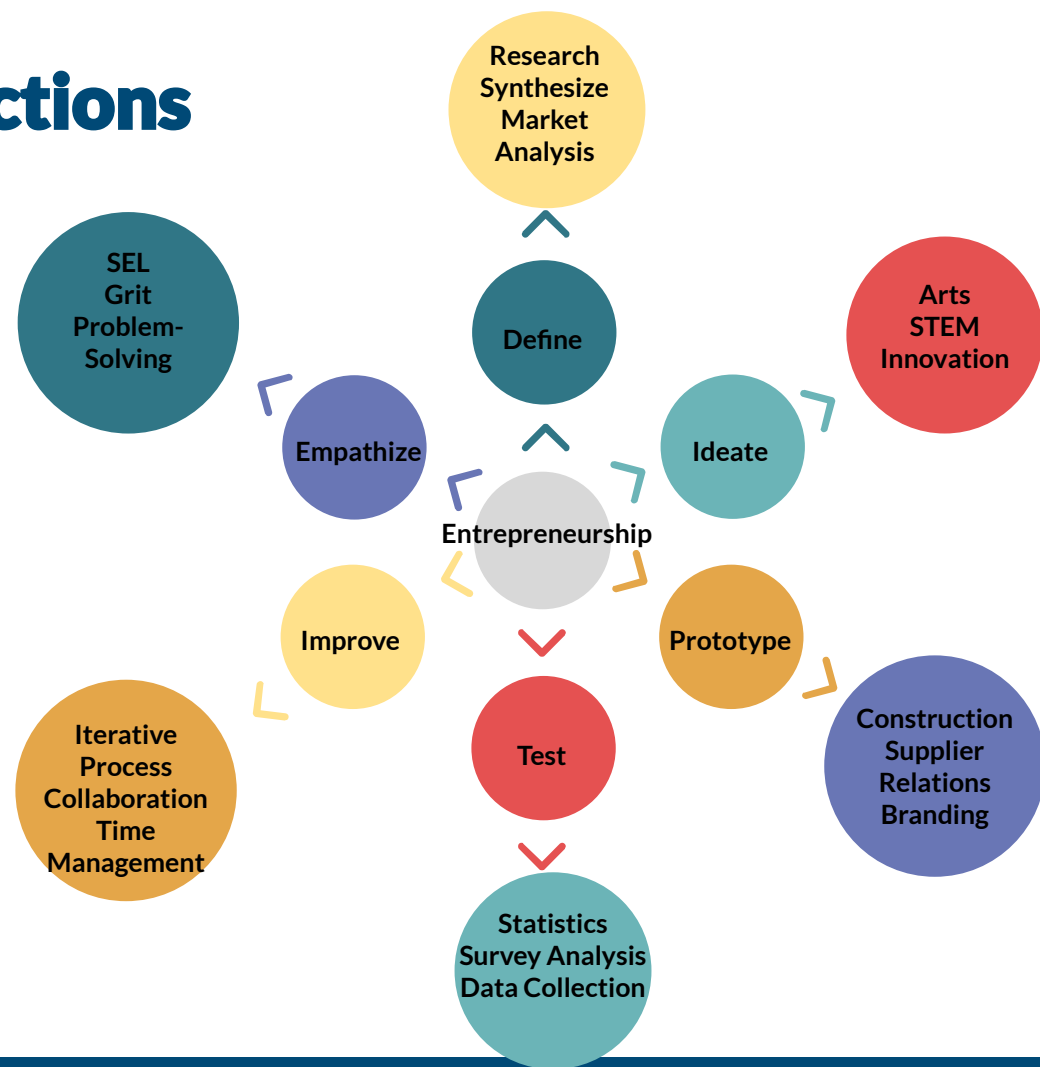 ctions
Research
Synthesize
Market
Analysis
SEL
Grit
Problem-
Solving
Define
Arts
STEM
Innovation
Empathize
Ideate
Entrepreneurship
Improve
Prototype
Test
Iterative
Process
Collaboration
Time
Management
Construction
Supplier
Relations
Branding
Statistics
Survey Analysis
Data Collection